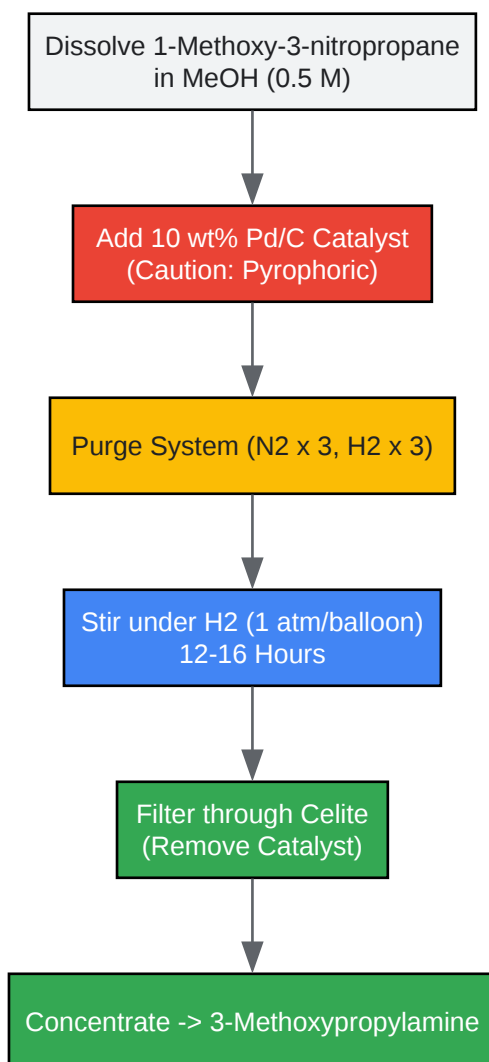 Dissolve 1-Methoxy-3-nitropropane
in MeOH (0.5 M)
Add 10 wt% Pd/C Catalyst
(Caution: Pyrophoric)
Purge System (N2 x 3, H2 x 3)
Stir under H2 (1 atm/balloon)
12-16 Hours
Filter through Celite
(Remove Catalyst)
Concentrate -> 3-Methoxypropylamine